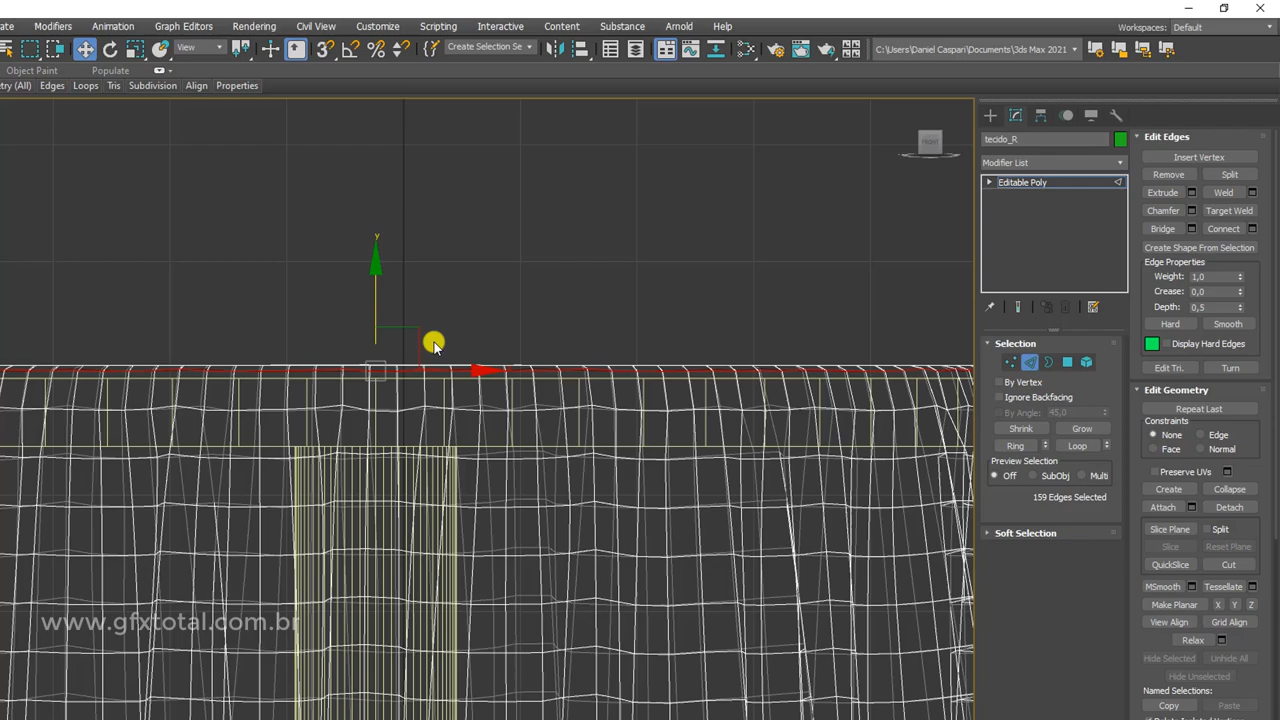 ate Modifiers Animation Graph Editors Rendering Civil View Customize Scripting Interactive Content Substance Arnold Help
Workspaces: Default
View
Create Selection Se
C:\Users\Daniel Caspari\Documents\3ds Max 2021
Object Paint Populate
try (All) Edges Loops Tris Subdivision Align Properties
FRONT
y
www.gfxtotal.com.br
tecido_R
Modifier List
Editable Poly
Selection
By Vertex
Ignore Backfacing
By Angle: 45,0
Shrink Grow
Ring Loop
Preview Selection
Off SubObj Multi
159 Edges Selected
Soft Selection
Edit Edges
Insert Vertex
Remove Split
Extrude Weld
Chamfer Target Weld
Bridge Connect
Create Shape From Selection
Edge Properties
Weight: 1,0
Crease: 0,0
Depth: 0,5
Hard Smooth
Display Hard Edges
Edit Tri. Turn
Edit Geometry
Repeat Last
Constraints
None Edge
Face Normal
Preserve UVs
Create Collapse
Attach Detach
Slice Plane Split
Slice Reset Plane
QuickSlice Cut
MSmooth Tessellate
Make Planar X Y Z
View Align Grid Align
Relax
Hide Selected Unhide All
Hide Unselected
Named Selections:
Copy Paste